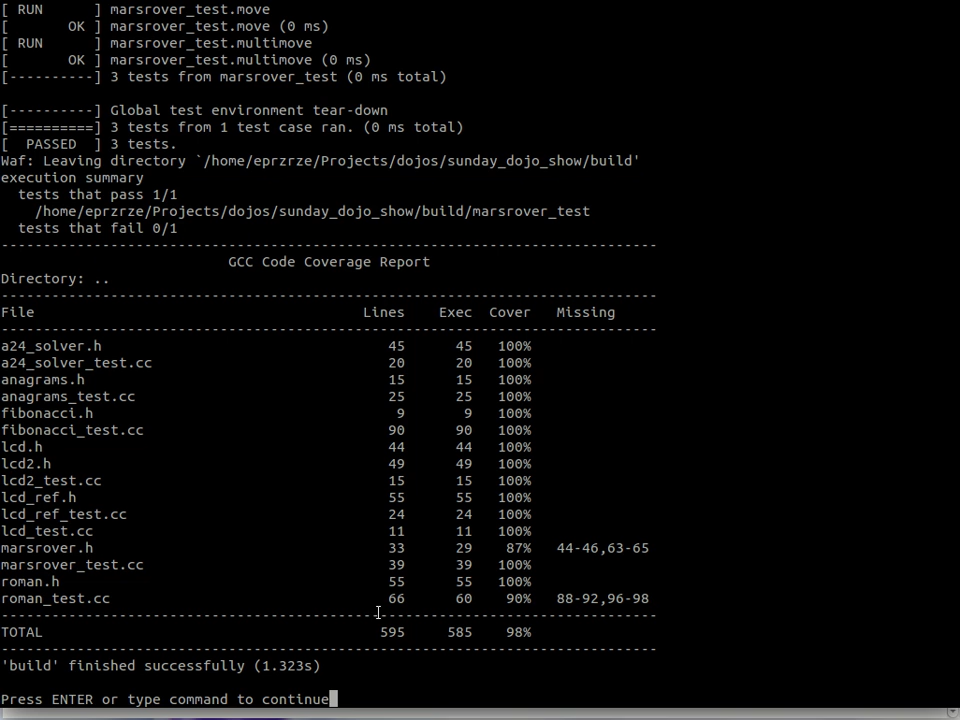 [ RUN      ] marsrover_test.move
[       OK ] marsrover_test.move (0 ms)
[ RUN      ] marsrover_test.multimove
[       OK ] marsrover_test.multimove (0 ms)
[----------] 3 tests from marsrover_test (0 ms total)
[----------] Global test environment tear-down
[==========] 3 tests from 1 test case ran. (0 ms total)
[  PASSED  ] 3 tests.
Waf: Leaving directory `/home/eprzrze/Projects/dojos/sunday_dojo_show/build'
execution summary
  tests that pass 1/1
    /home/eprzrze/Projects/dojos/sunday_dojo_show/build/marsrover_test
  tests that fail 0/1
------------------------------------------------------------------------------
                           GCC Code Coverage Report
Directory: ..
------------------------------------------------------------------------------
File                                       Lines    Exec  Cover   Missing
------------------------------------------------------------------------------
a24_solver.h                                  45      45   100%
a24_solver_test.cc                            20      20   100%
anagrams.h                                    15      15   100%
anagrams_test.cc                              25      25   100%
fibonacci.h                                    9       9   100%
fibonacci_test.cc                             90      90   100%
lcd.h                                         44      44   100%
lcd2.h                                        49      49   100%
lcd2_test.cc                                  15      15   100%
lcd_ref.h                                     55      55   100%
lcd_ref_test.cc                               24      24   100%
lcd_test.cc                                   11      11   100%
marsrover.h                                   33      29    87%   44-46,63-65
marsrover_test.cc                             39      39   100%
roman.h                                       55      55   100%
roman_test.cc                                 66      60    90%   88-92,96-98
------------------------------------------------------------------------------
TOTAL                                        595     585    98%
------------------------------------------------------------------------------
'build' finished successfully (1.323s)
Press ENTER or type command to continue